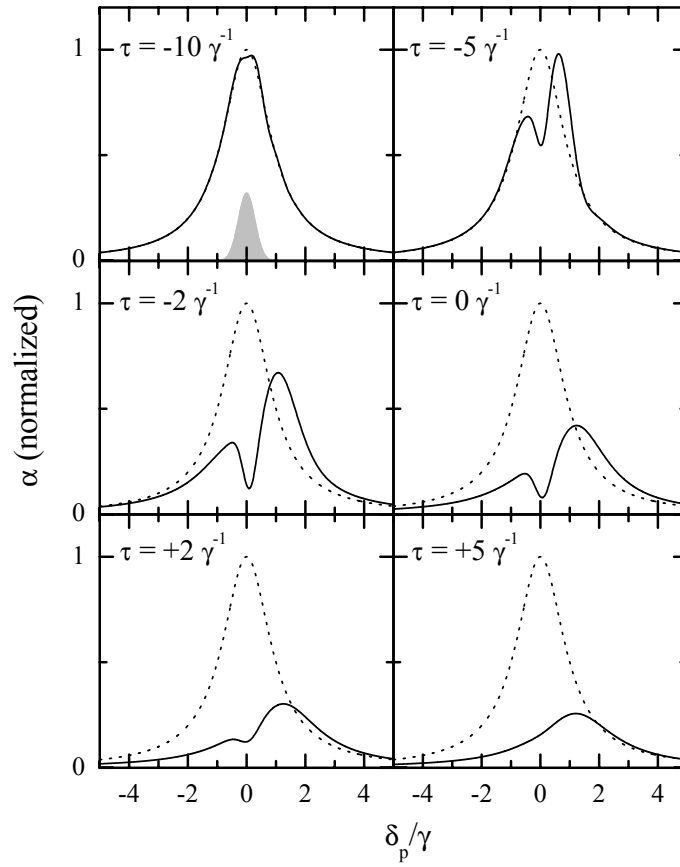 τ = -10 γ⁻¹
τ = -5 γ⁻¹
1
0
τ = -2 γ⁻¹
τ = 0 γ⁻¹
1
0
τ = +2 γ⁻¹
τ = +5 γ⁻¹
1
0
α (normalized)
-4 -2 0 2 4 -4 -2 0 2 4
δp/γ